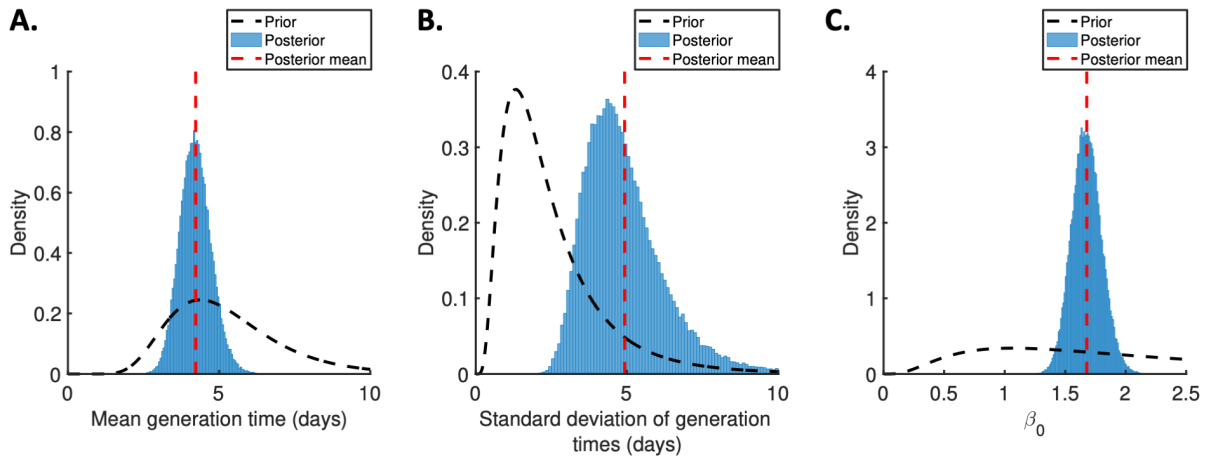 A.
Prior
Posterior
Posterior mean
1
0.8
0.6
0.4
0.2
0
Density
0
5
10
Mean generation time (days)
B.
Prior
Posterior
Posterior mean
0.4
0.3
0.2
0.1
0
Density
0
5
10
Standard deviation of generation
times (days)
C.
Prior
Posterior
Posterior mean
4
3
2
1
0
Density
0
0.5
1
1.5
2
2.5
β₀